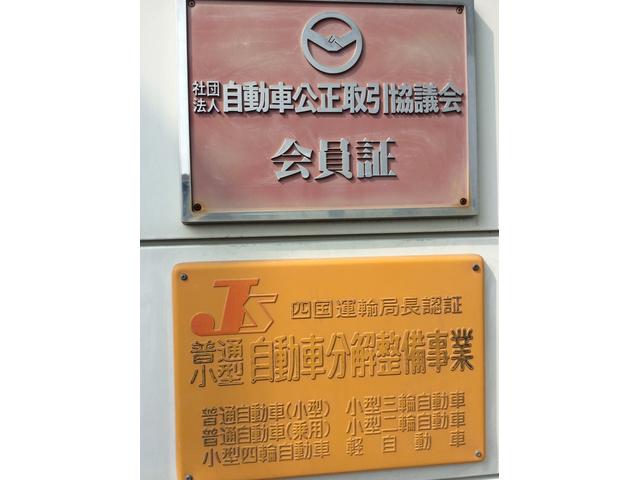 社団法人 自動車公正取引協議会
会員証
JS 四国運輸局長認証
普通小型 自動車分解整備事業
普通自動車(小型) 小型三輪自動車
普通自動車(乗用) 小型二輪自動車
小型四輪自動車 軽自動車